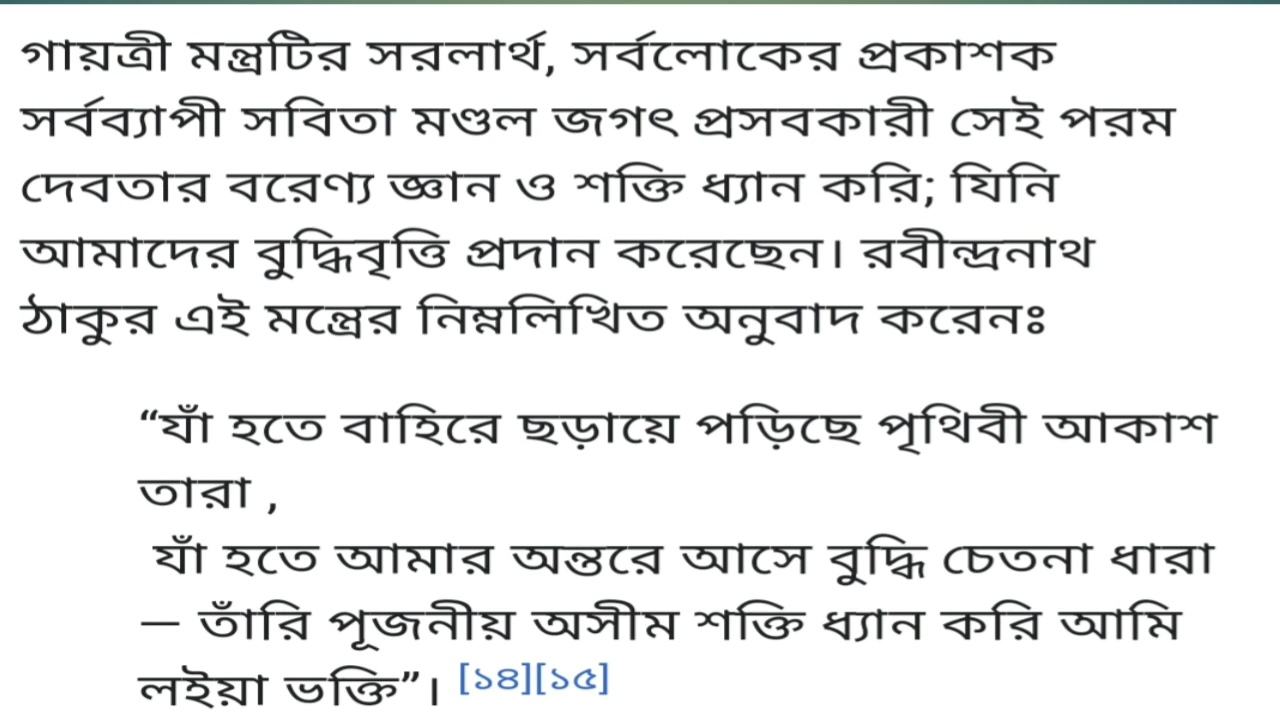 গায়ত্রী মন্ত্রটির সরলার্থ, সর্বলোকের প্রকাশক
সর্বব্যাপী সবিতা মণ্ডল জগৎ প্রসবকারী সেই পরম
দেবতার বরেণ্য জ্ঞান ও শক্তি ধ্যান করি; যিনি
আমাদের বুদ্ধিবৃত্তি প্রদান করেছেন। রবীন্দ্রনাথ
ঠাকুর এই মন্ত্রের নিম্নলিখিত অনুবাদ করেনঃ
“যাঁ হতে বাহিরে ছড়ায়ে পড়িছে পৃথিবী আকাশ
তারা ,
যাঁ হতে আমার অন্তরে আসে বুদ্ধি চেতনা ধারা
— তাঁরি পূজনীয় অসীম শক্তি ধ্যান করি আমি
লইয়া ভক্তি”। [১৪][১৫]